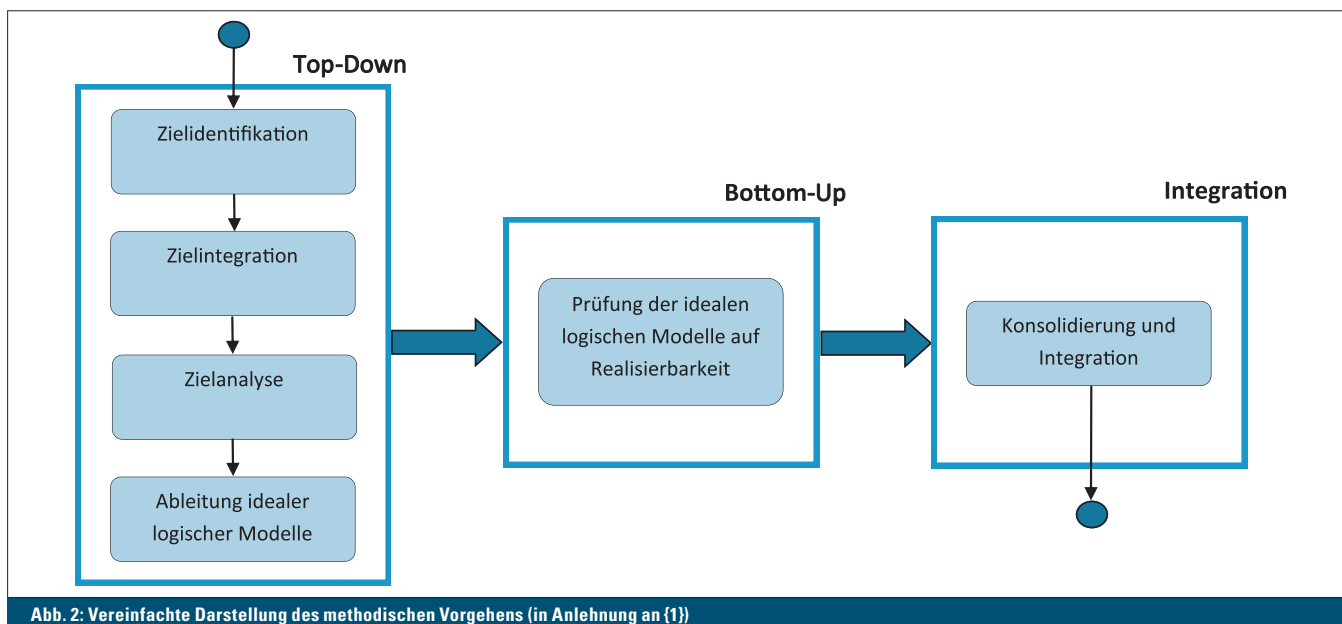 Top-Down
Zielidentifikation
Zielintegration
Zielanalyse
Ableitung idealer
logischer Modelle
Bottom-Up
Prüfung der idealen
logischen Modelle auf
Realisierbarkeit
Integration
Konsolidierung und
Integration
Abb. 2: Vereinfachte Darstellung des methodischen Vorgehens (in Anlehnung an {1})